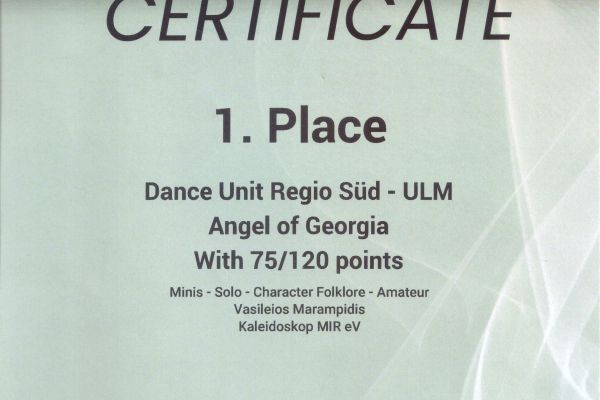 CERTIFICATE
1. Place
Dance Unit Regio Süd - ULM
Angel of Georgia
With 75/120 points
Minis - Solo - Character Folklore - Amateur
Vasileios Marampidis
Kaleidoskop MIR eV